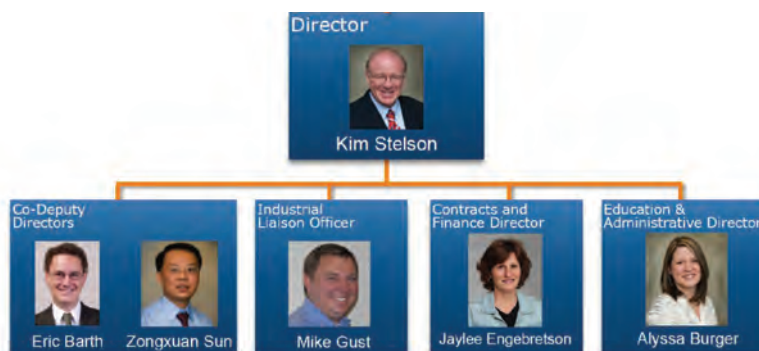 Director
Kim Stelson
Co-Deputy
Directors
Eric Barth
Zongxuan Sun
Industrial
Liaison Officer
Mike Gust
Contracts and
Finance Director
Jaylee Engebretson
Education &
Administrative Director
Alyssa Burger